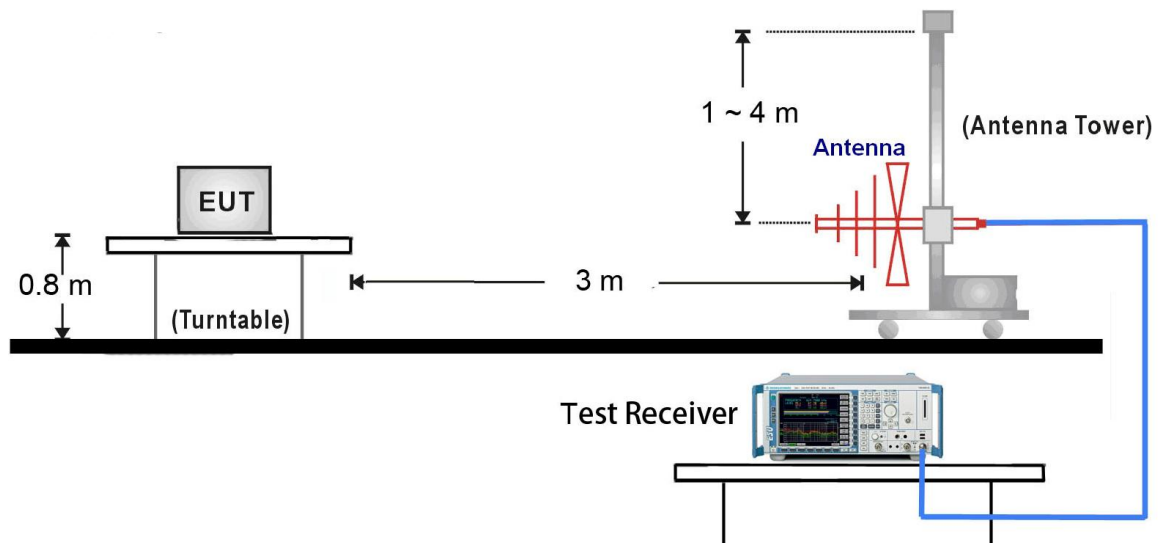 1 ~ 4 m
(Antenna Tower)
Antenna
EUT
0.8 m
3 m
(Turntable)
Test Receiver